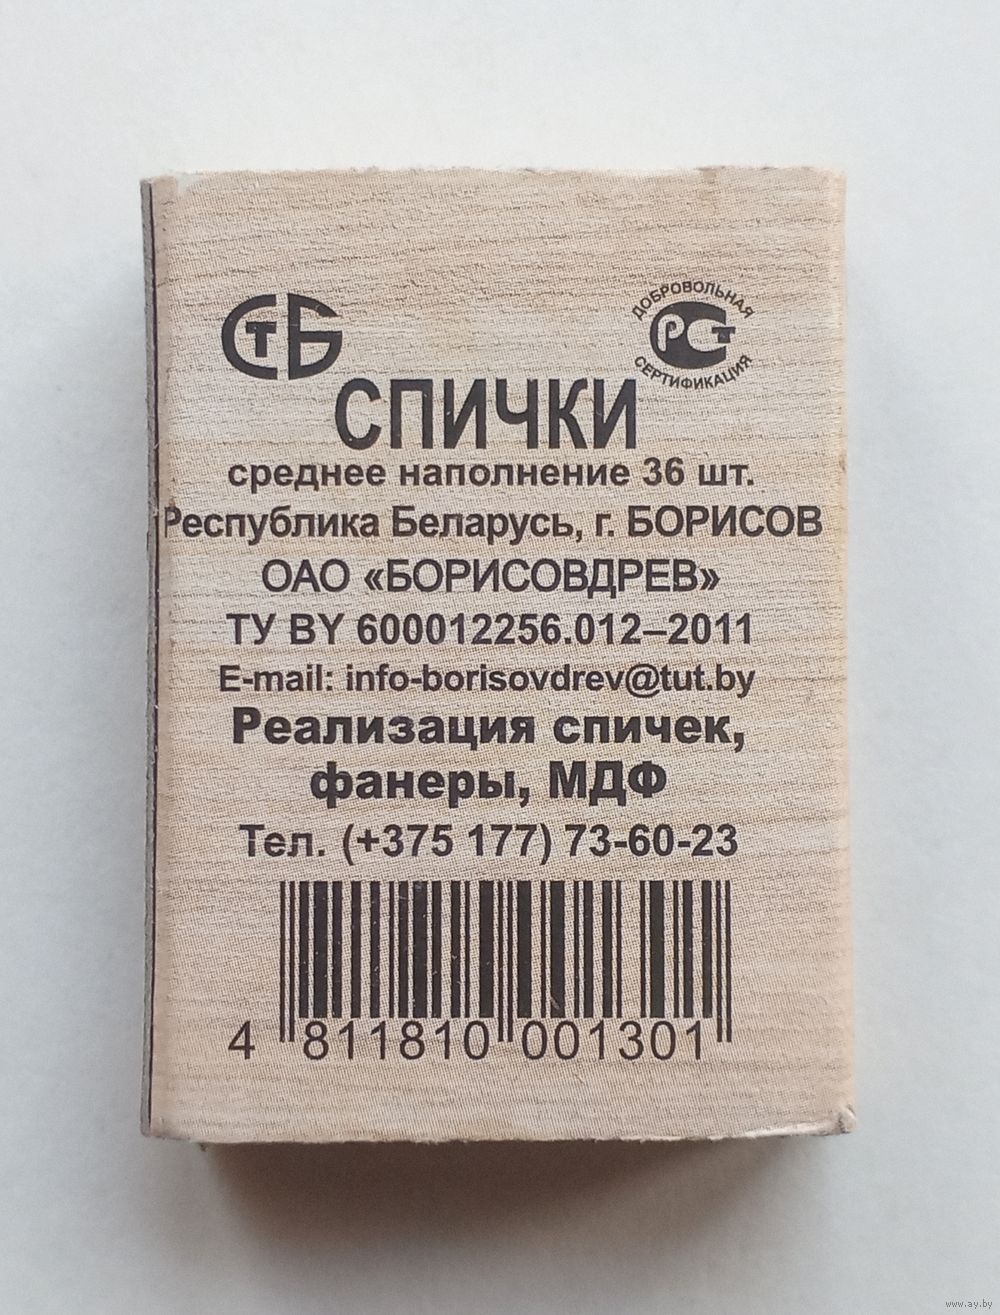 СТБ
ДОБРОВОЛЬНАЯ
РСТ
СЕРТИФИКАЦИЯ
СПИЧКИ
среднее наполнение 36 шт.
Республика Беларусь, г. БОРИСОВ
ОАО «БОРИСОВДРЕВ»
ТУ BY 600012256.012–2011
E-mail: info-borisovdrev@tut.by
Реализация спичек,
фанеры, МДФ
Тел. (+375 177) 73-60-23
4 811810 001301
www.ay.by